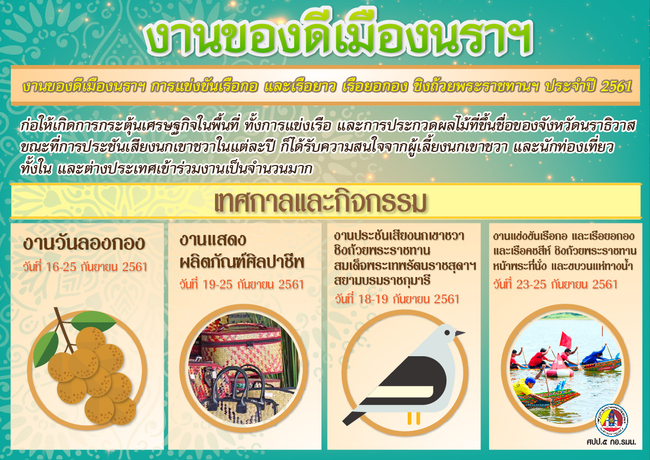 งานของดีเมืองนราฯ
งานของดีเมืองนราฯ การแข่งขันเรือกอ และเรือยาว เรือยอกอง ชิงถ้วยพระราชทานฯ ประจำปี 2561
ก่อให้เกิดการกระตุ้นเศรษฐกิจในพื้นที่ ทั้งการแข่งเรือ และการประกวดผลไม้ที่ขึ้นชื่อของจังหวัดนราธิวาส
ขณะที่การประชันเสียงนกเขาชวาในแต่ละปี ก็ได้รับความสนใจจากผู้เลี้ยงนกเขาชวา และนักท่องเที่ยว
ทั้งใน และต่างประเทศเข้าร่วมงานเป็นจำนวนมาก
เทศกาลและกิจกรรม
งานวันลองกอง
วันที่ 16-25 กันยายน 2561
งานแสดง
ผลิตภัณฑ์ศิลปาชีพ
วันที่ 19-25 กันยายน 2561
งานประชันเสียงนกเขาชวา
ชิงถ้วยพระราชทาน
สมเด็จพระเทพรัตนราชสุดาฯ
สยามบรมราชกุมารี
วันที่ 18-19 กันยายน 2561
งานแข่งขันเรือกอ และเรือยอกอง
และเรือคชสีห์ ชิงถ้วยพระราชทาน
หน้าพระที่นั่ง และขบวนแห่ทางน้ำ
วันที่ 23-25 กันยายน 2561
ศปป.๕ กอ.รมน.